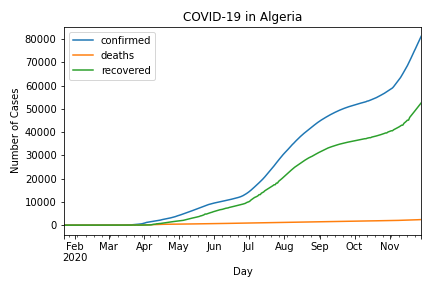 COVID-19 in Algeria
confirmed
deaths
recovered
Number of Cases
80000
70000
60000
50000
40000
30000
20000
10000
0
Feb Mar Apr May Jun Jul Aug Sep Oct Nov
2020
Day